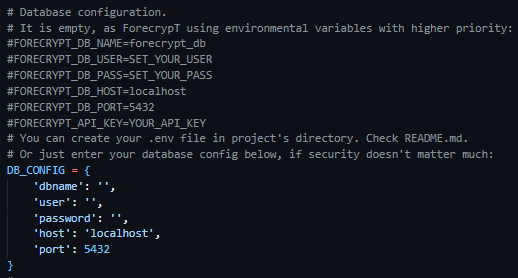 # Database configuration.
# It is empty, as ForecrypT using environmental variables with higher priority:
#FORECRYPT_DB_NAME=forecrypt_db
#FORECRYPT_DB_USER=SET_YOUR_USER
#FORECRYPT_DB_PASS=SET_YOUR_PASS
#FORECRYPT_DB_HOST=localhost
#FORECRYPT_DB_PORT=5432
#FORECRYPT_API_KEY=YOUR_API_KEY
# You can create your .env file in project's directory. Check README.md.
# Or just enter your database config below, if security doesn't matter much:
DB_CONFIG = {
    'dbname': '',
    'user': '',
    'password': '',
    'host': 'localhost',
    'port': 5432
}